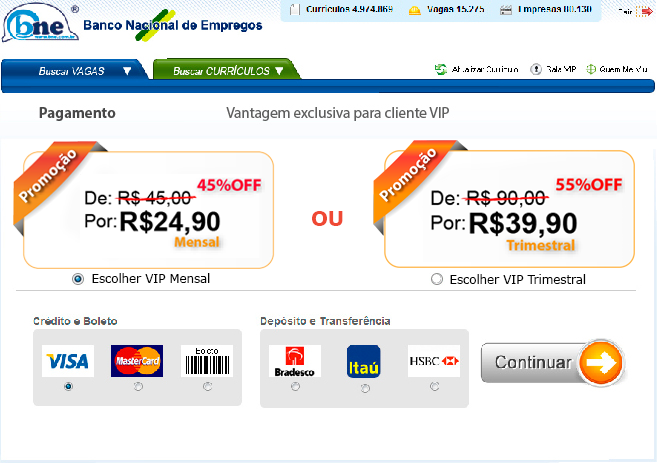 bne
Banco Nacional de Empregos
Currículos 4.974.869 Vagas 15.275 Empresas 80.130 Sair
Buscar VAGAS
Buscar CURRÍCULOS
Atualizar Currículo Sala VIP Quem Me Viu
Pagamento
Vantagem exclusiva para cliente VIP
Promoção
45%OFF
De: R$ 45,00
Por: R$24,90
Mensal
OU
Promoção
55%OFF
De: R$ 90,00
Por: R$39,90
Trimestral
Escolher VIP Mensal
Escolher VIP Trimestral
Crédito e Boleto
VISA MasterCard Boleto
Depósito e Transferência
Bradesco Itaú HSBC
Continuar